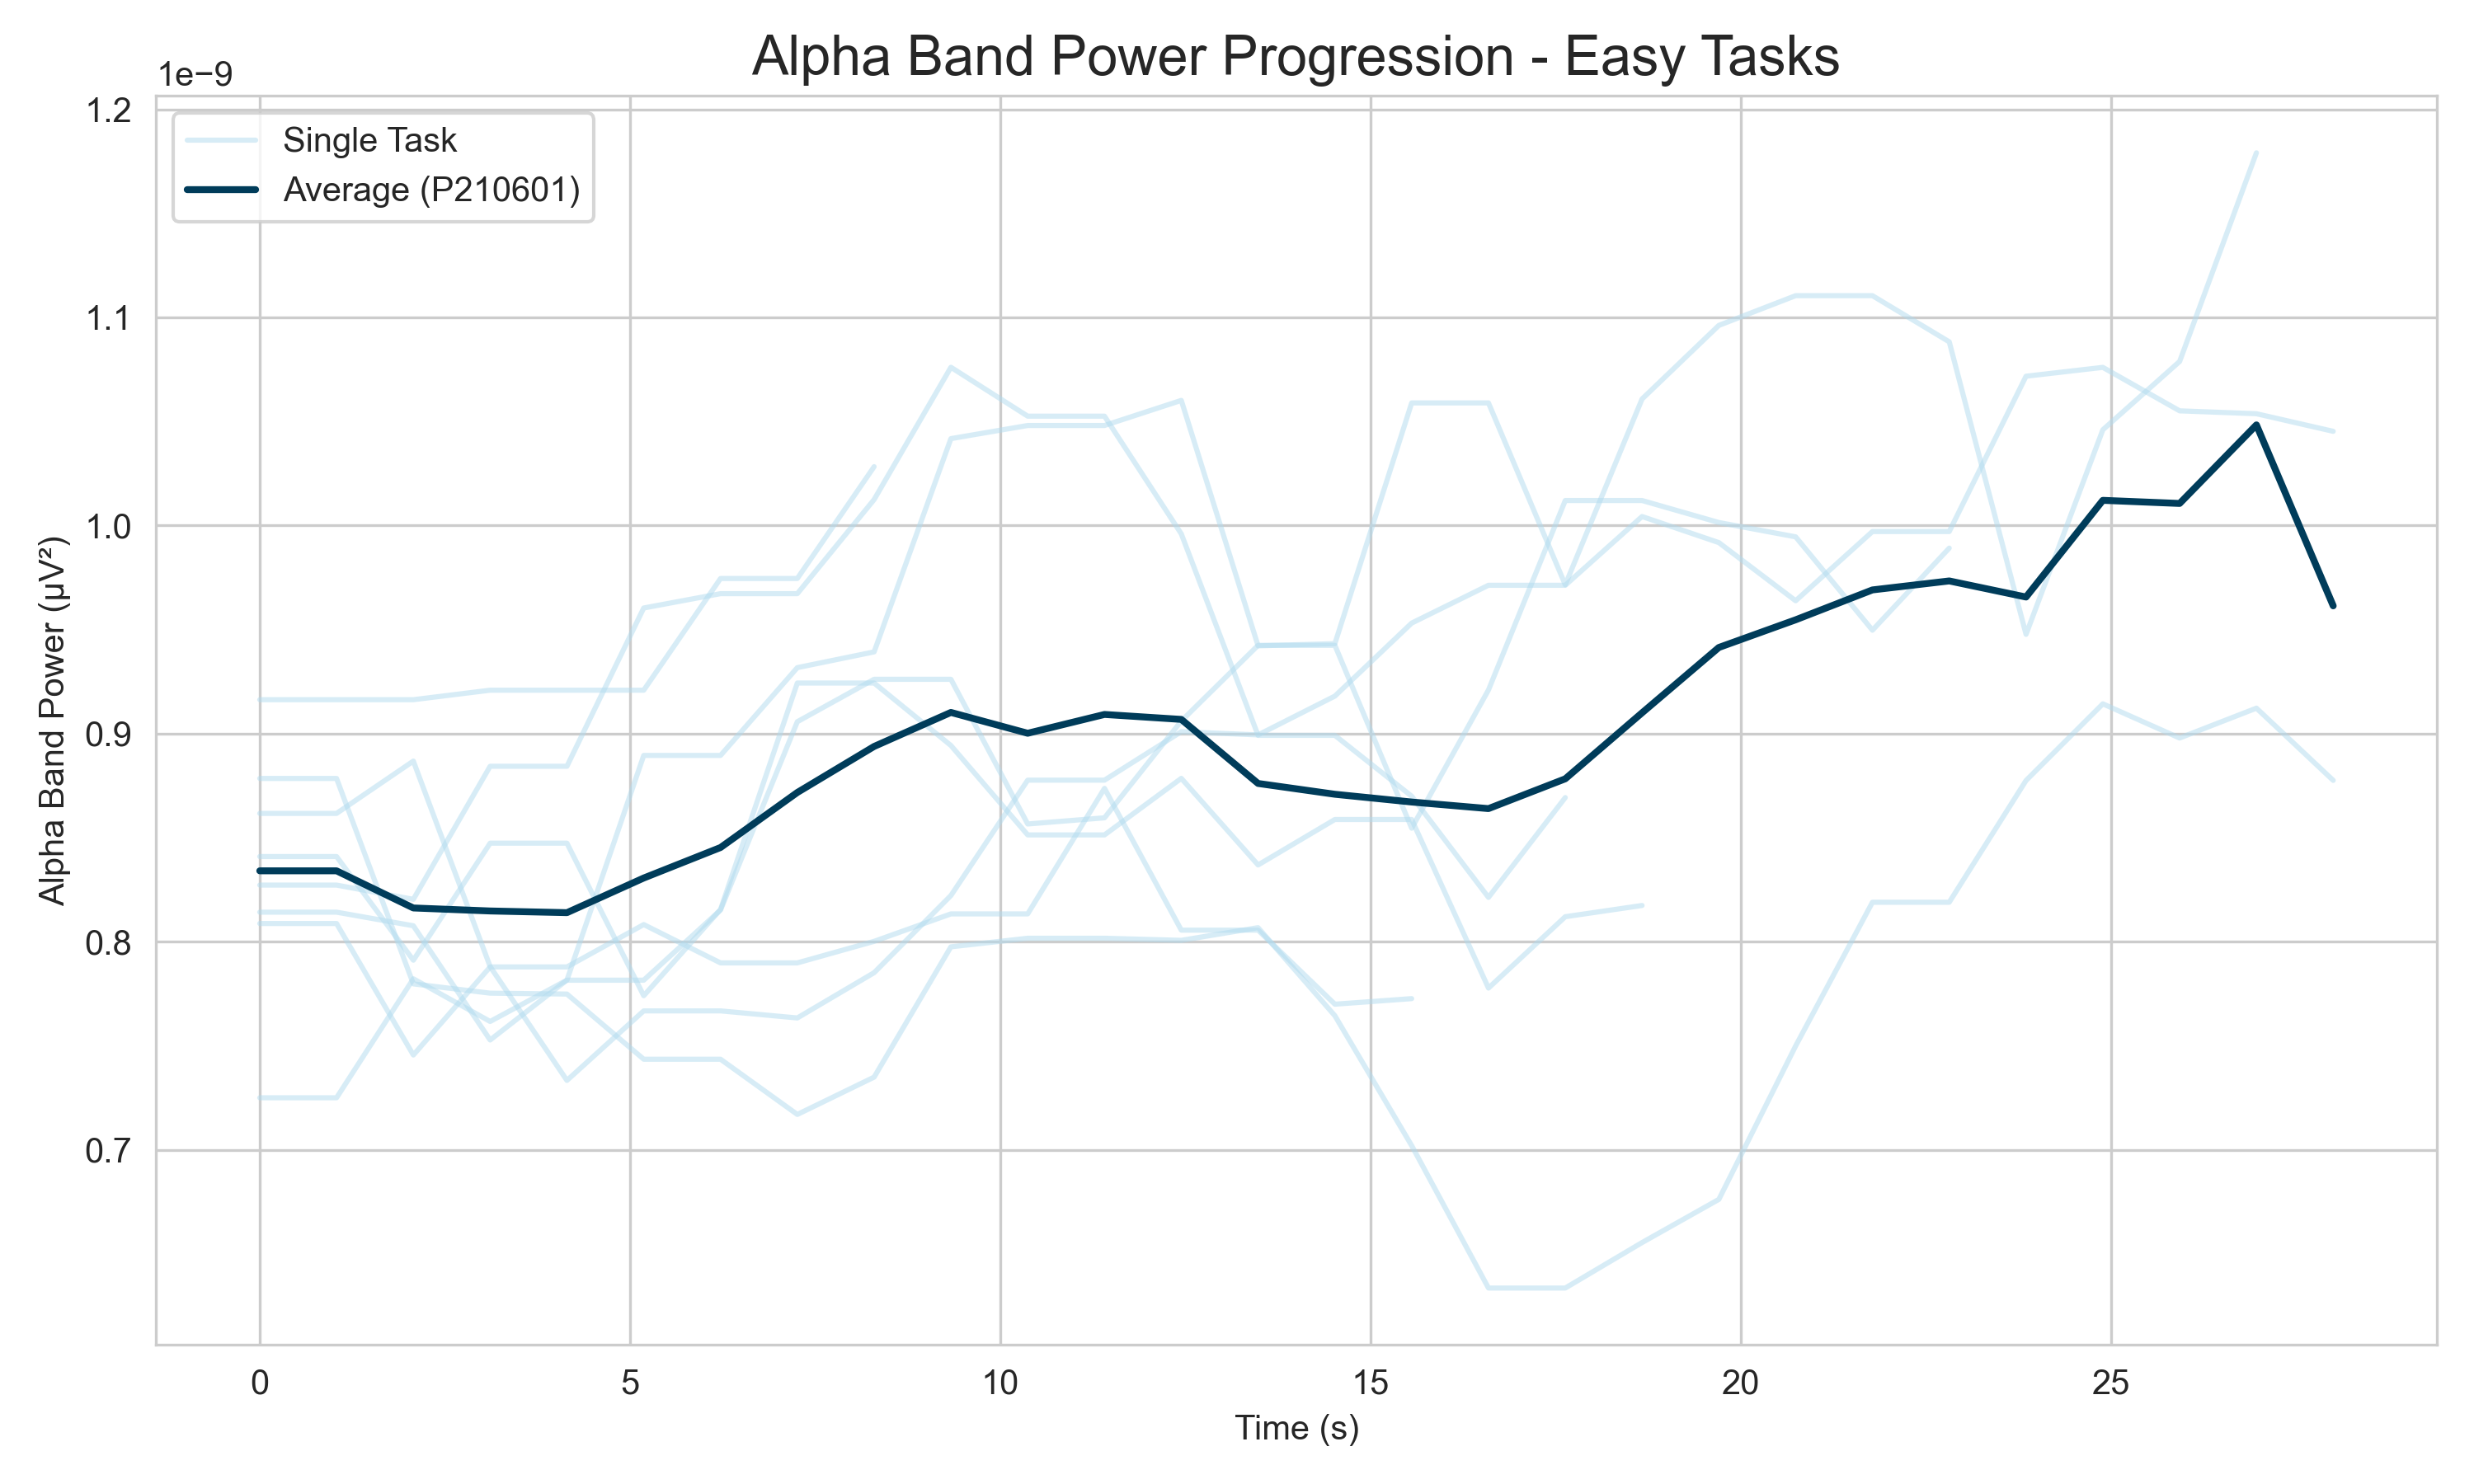 Alpha Band Power Progression - Easy Tasks
1e−9
1.2
1.1
1.0
0.9
0.8
0.7
Alpha Band Power (µV²)
Single Task
Average (P210601)
0 5 10 15 20 25
Time (s)